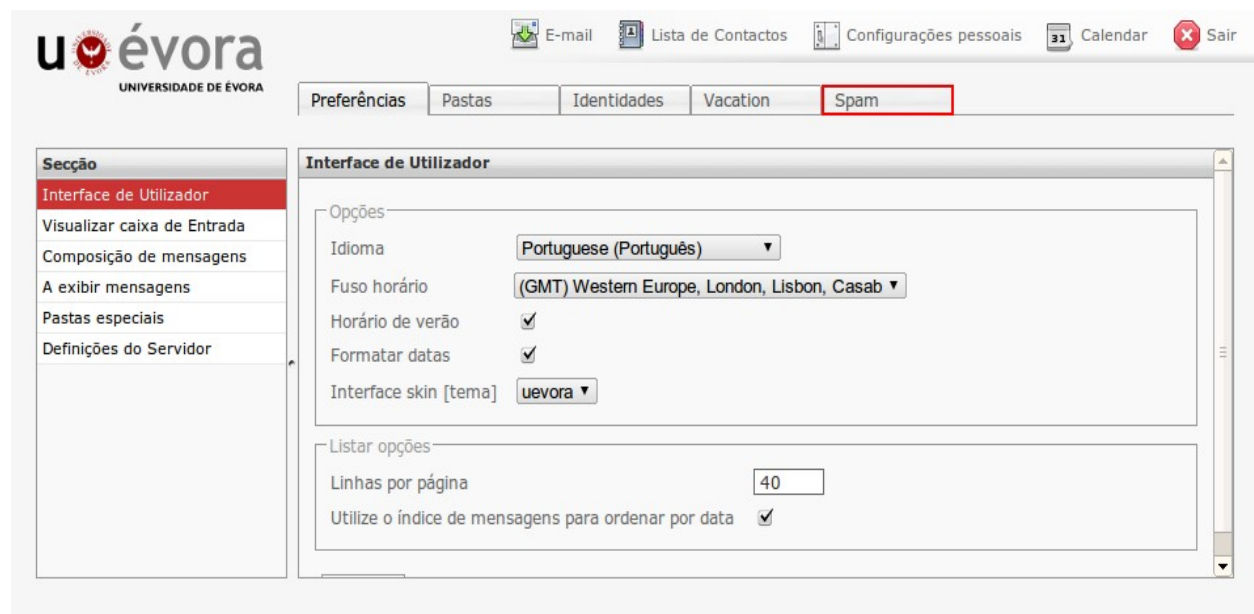 E-mail Lista de Contactos Configurações pessoais 31 Calendar Sair
uévora
UNIVERSIDADE DE ÉVORA
Preferências Pastas Identidades Vacation Spam
Secção
Interface de Utilizador
Visualizar caixa de Entrada
Composição de mensagens
A exibir mensagens
Pastas especiais
Definições do Servidor
Interface de Utilizador
Opções
Idioma Portuguese (Português)
Fuso horário (GMT) Western Europe, London, Lisbon, Casab
Horário de verão
Formatar datas
Interface skin [tema] uevora
Listar opções
Linhas por página 40
Utilize o índice de mensagens para ordenar por data